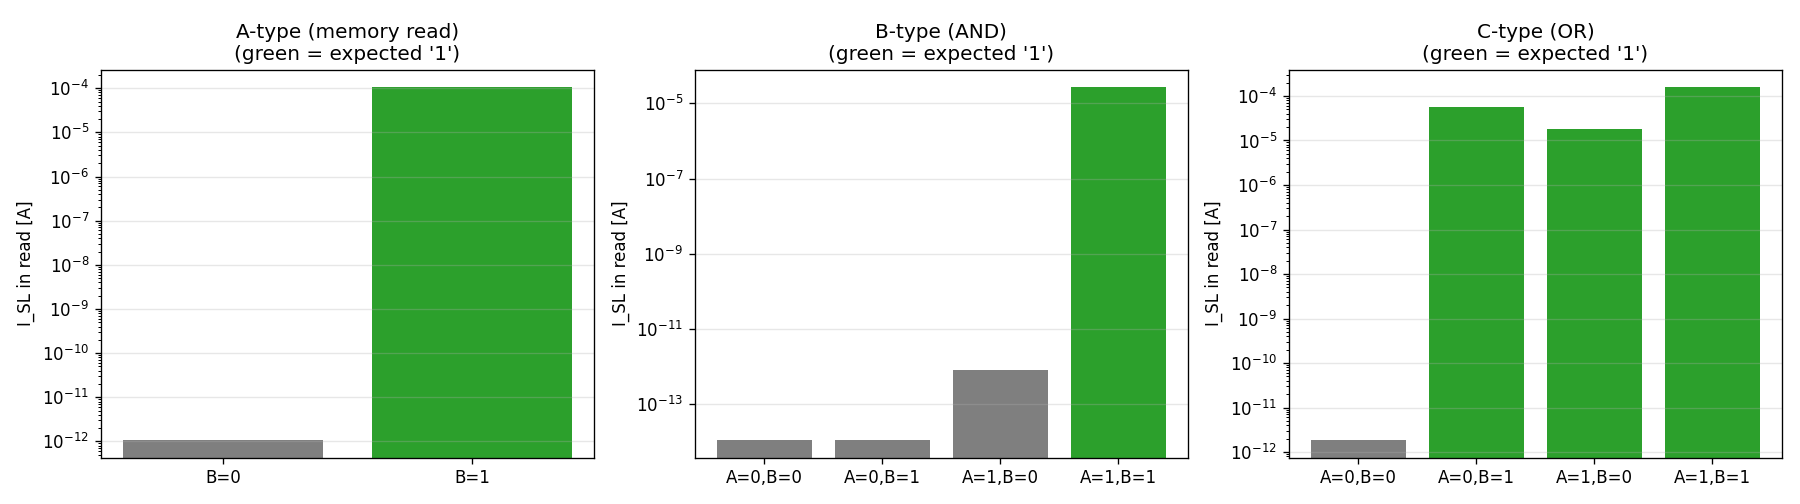 A-type (memory read)
(green = expected '1')
I_SL in read [A]
10⁻⁴
10⁻⁵
10⁻⁶
10⁻⁷
10⁻⁸
10⁻⁹
10⁻¹⁰
10⁻¹¹
10⁻¹²
B=0 B=1
B-type (AND)
(green = expected '1')
I_SL in read [A]
10⁻⁵
10⁻⁷
10⁻⁹
10⁻¹¹
10⁻¹³
A=0,B=0 A=0,B=1 A=1,B=0 A=1,B=1
C-type (OR)
(green = expected '1')
I_SL in read [A]
10⁻⁴
10⁻⁵
10⁻⁶
10⁻⁷
10⁻⁸
10⁻⁹
10⁻¹⁰
10⁻¹¹
10⁻¹²
A=0,B=0 A=0,B=1 A=1,B=0 A=1,B=1